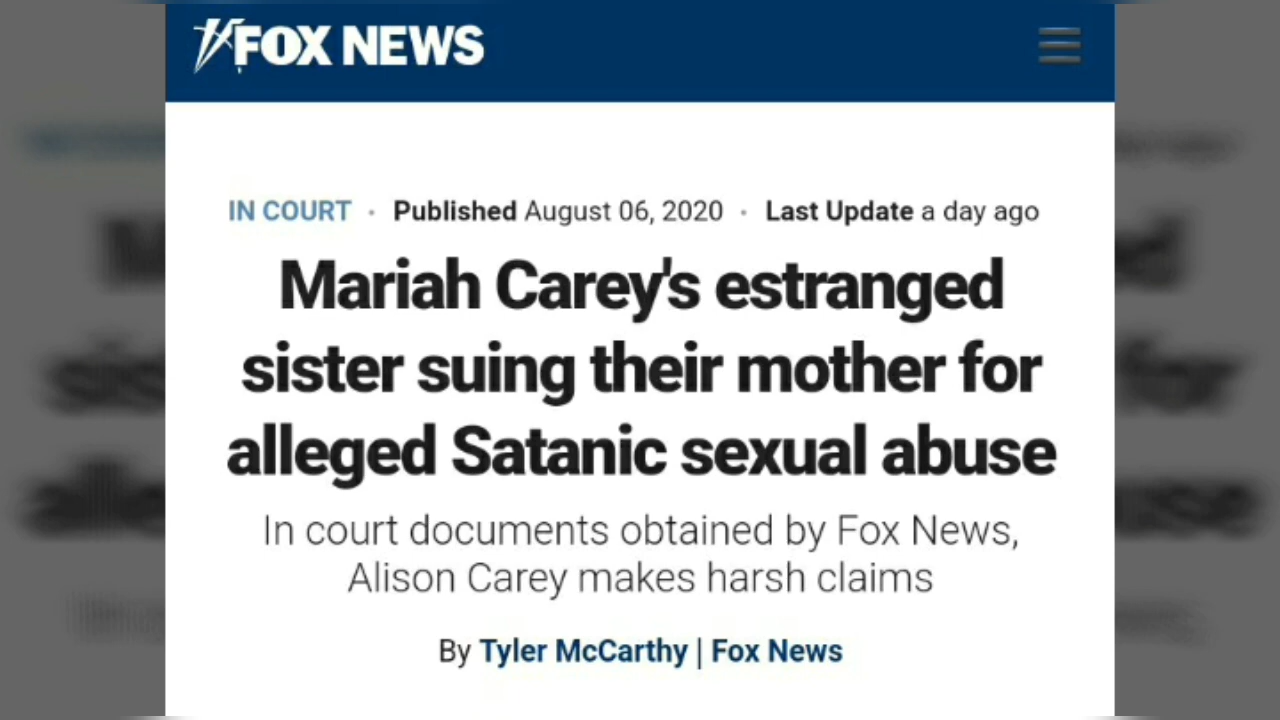 FOX NEWS
IN COURT · Published August 06, 2020 · Last Update a day ago
Mariah Carey's estranged
sister suing their mother for
alleged Satanic sexual abuse
In court documents obtained by Fox News,
Alison Carey makes harsh claims
By Tyler McCarthy | Fox News